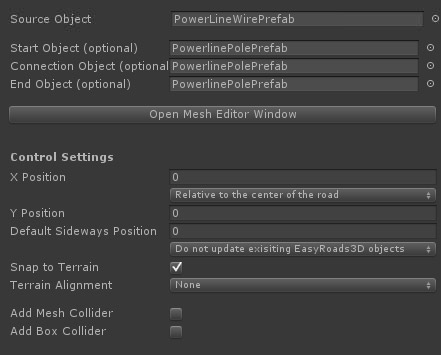 Source Object PowerLineWirePrefab
Start Object (optional) PowerlinePolePrefab
Connection Object (optional PowerlinePolePrefab
End Object (optional) PowerlinePolePrefab
Open Mesh Editor Window
Control Settings
X Position 0
Relative to the center of the road
Y Position 0
Default Sideways Position 0
Do not update exisiting EasyRoads3D objects
Snap to Terrain
Terrain Alignment None
Add Mesh Collider
Add Box Collider